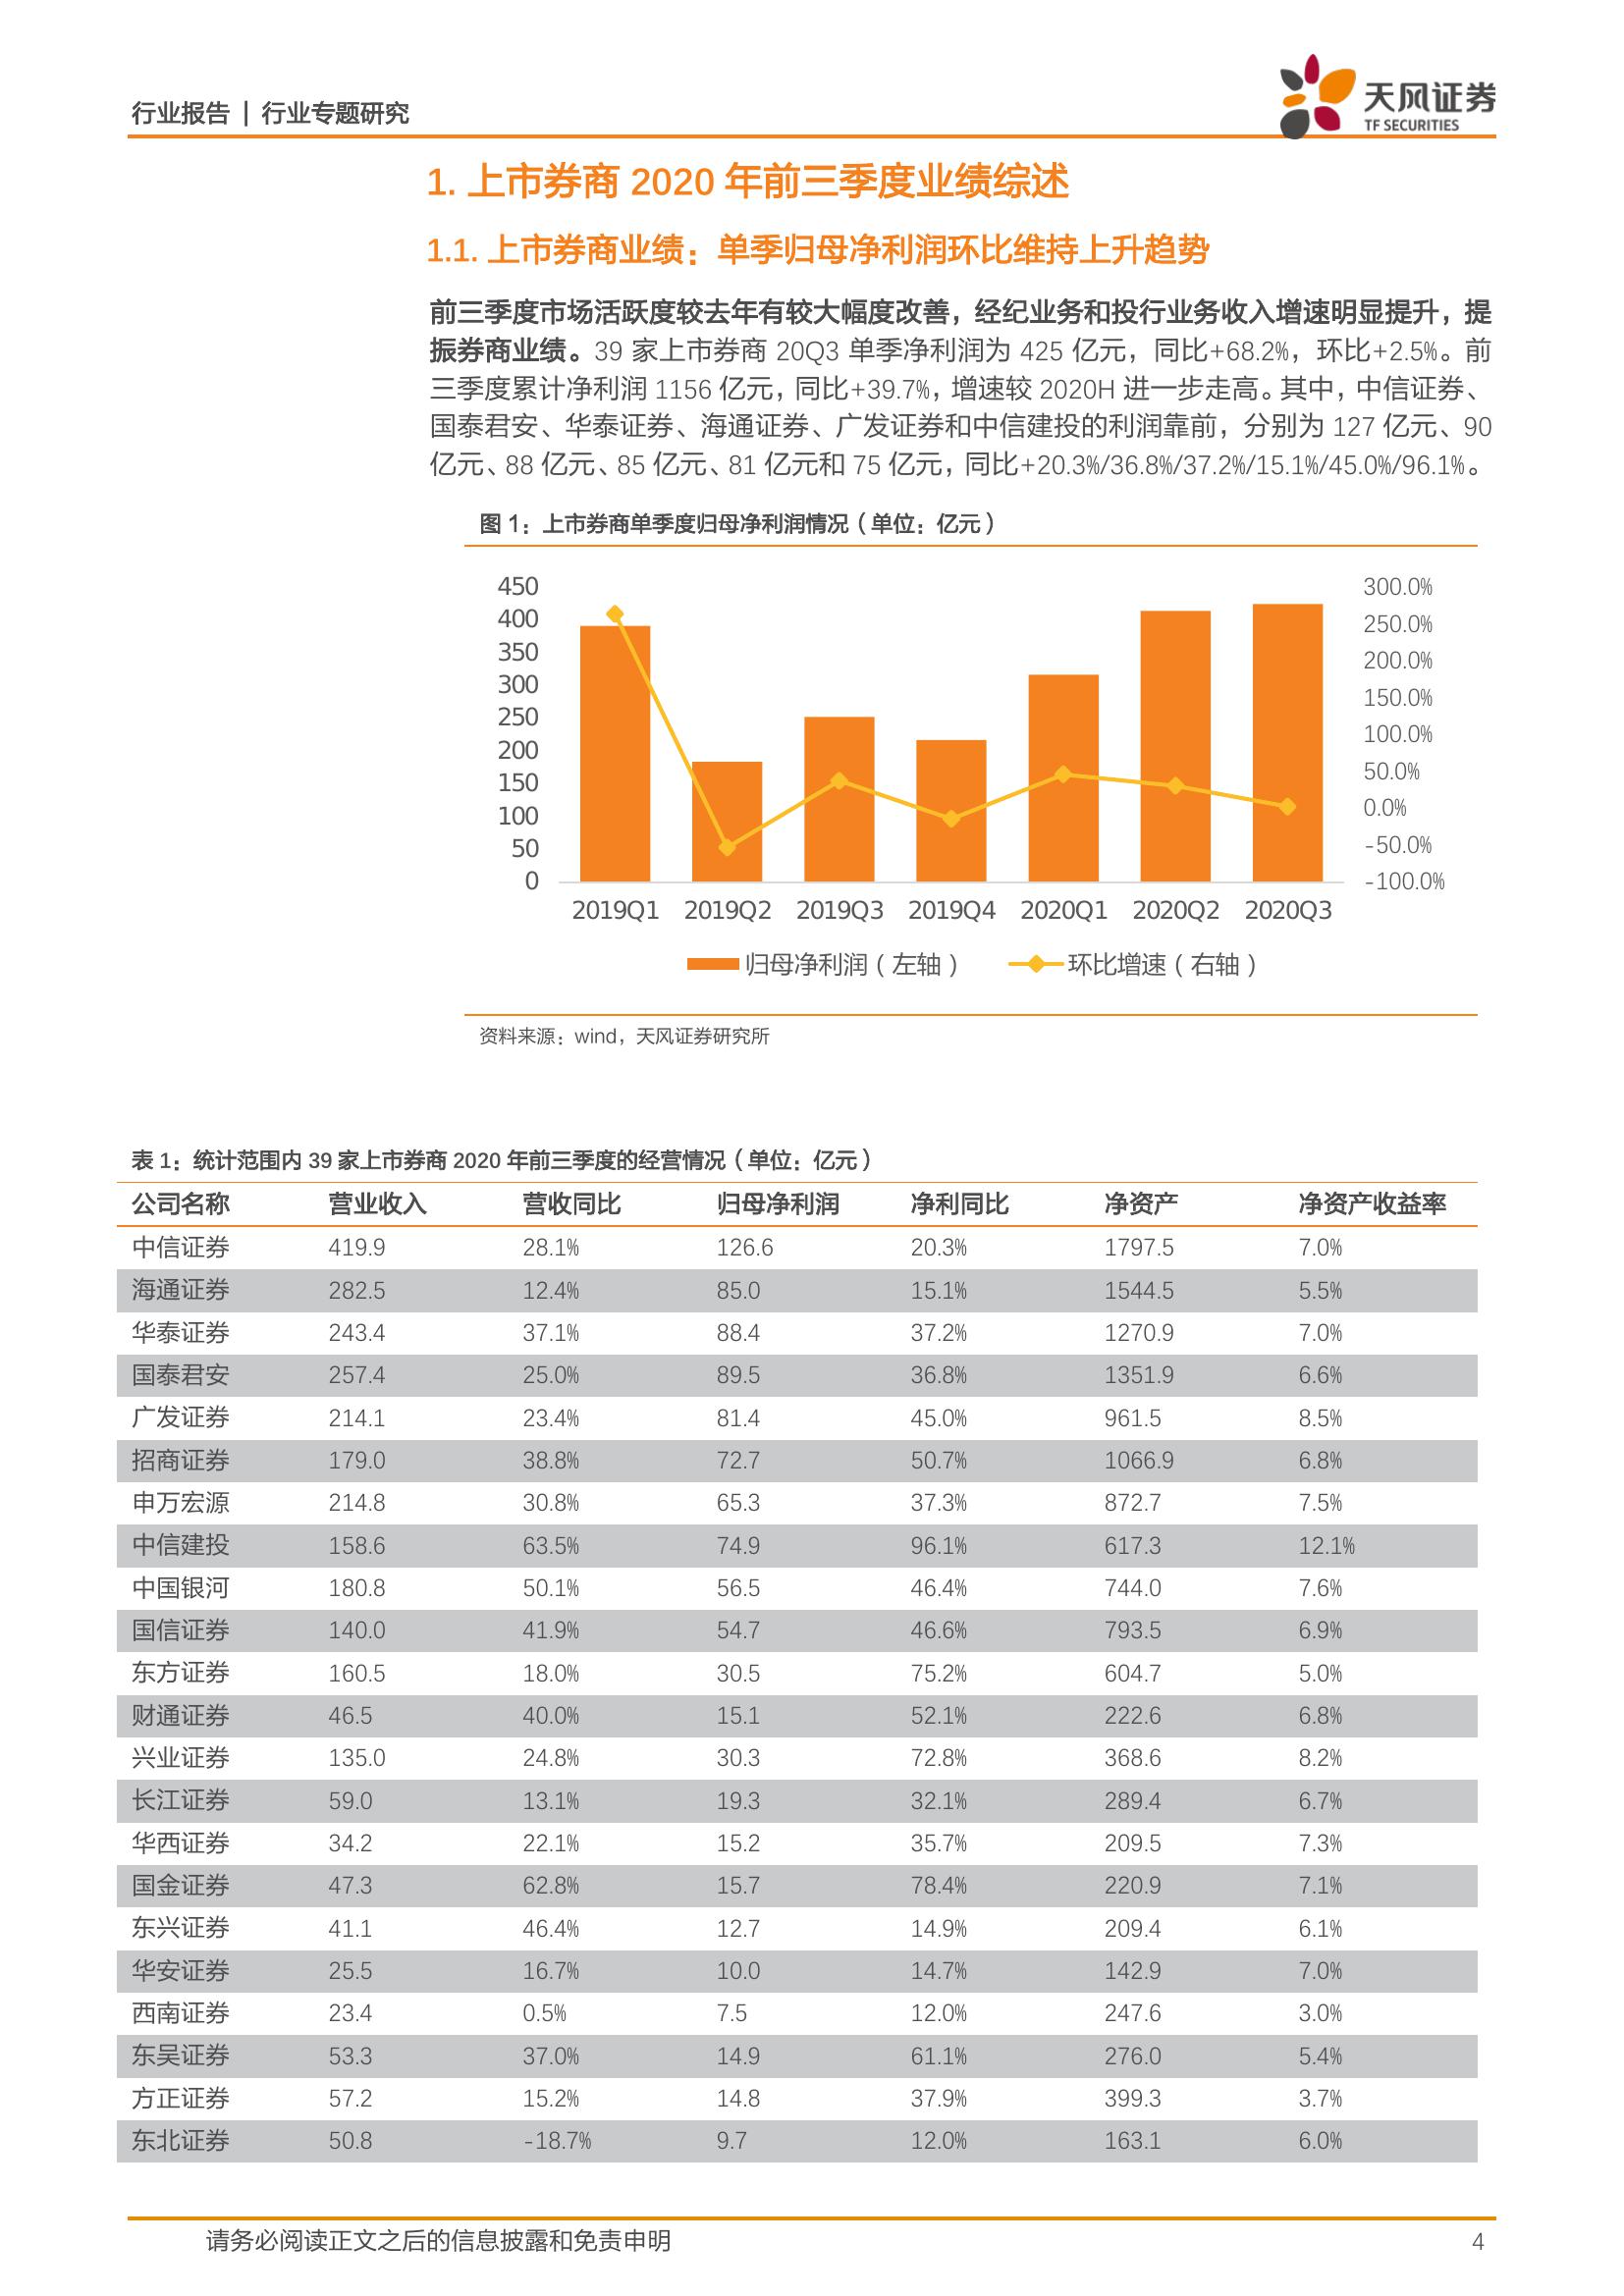 行业报告 | 行业专题研究
天风证券
TF SECURITIES
1. 上市券商 2020 年前三季度业绩综述
1.1. 上市券商业绩：单季归母净利润环比维持上升趋势
前三季度市场活跃度较去年有较大幅度改善，经纪业务和投行业务收入增速明显提升，提
振券商业绩。39 家上市券商 20Q3 单季净利润为 425 亿元，同比+68.2%，环比+2.5%。前
三季度累计净利润 1156 亿元，同比+39.7%，增速较 2020H 进一步走高。其中，中信证券、
国泰君安、华泰证券、海通证券、广发证券和中信建投的利润靠前，分别为 127 亿元、90
亿元、88 亿元、85 亿元、81 亿元和 75 亿元，同比+20.3%/36.8%/37.2%/15.1%/45.0%/96.1%。
图 1：上市券商单季度归母净利润情况（单位：亿元）
450 300.0%
400 250.0%
350 200.0%
300 150.0%
250 100.0%
200 50.0%
150 0.0%
100 -50.0%
50 -100.0%
0
2019Q1 2019Q2 2019Q3 2019Q4 2020Q1 2020Q2 2020Q3
归母净利润（左轴） 环比增速（右轴）
资料来源：wind，天风证券研究所
表 1：统计范围内 39 家上市券商 2020 年前三季度的经营情况（单位：亿元）
公司名称 营业收入 营收同比 归母净利润 净利同比 净资产 净资产收益率
中信证券 419.9 28.1% 126.6 20.3% 1797.5 7.0%
海通证券 282.5 12.4% 85.0 15.1% 1544.5 5.5%
华泰证券 243.4 37.1% 88.4 37.2% 1270.9 7.0%
国泰君安 257.4 25.0% 89.5 36.8% 1351.9 6.6%
广发证券 214.1 23.4% 81.4 45.0% 961.5 8.5%
招商证券 179.0 38.8% 72.7 50.7% 1066.9 6.8%
申万宏源 214.8 30.8% 65.3 37.3% 872.7 7.5%
中信建投 158.6 63.5% 74.9 96.1% 617.3 12.1%
中国银河 180.8 50.1% 56.5 46.4% 744.0 7.6%
国信证券 140.0 41.9% 54.7 46.6% 793.5 6.9%
东方证券 160.5 18.0% 30.5 75.2% 604.7 5.0%
财通证券 46.5 40.0% 15.1 52.1% 222.6 6.8%
兴业证券 135.0 24.8% 30.3 72.8% 368.6 8.2%
长江证券 59.0 13.1% 19.3 32.1% 289.4 6.7%
华西证券 34.2 22.1% 15.2 35.7% 209.5 7.3%
国金证券 47.3 62.8% 15.7 78.4% 220.9 7.1%
东兴证券 41.1 46.4% 12.7 14.9% 209.4 6.1%
华安证券 25.5 16.7% 10.0 14.7% 142.9 7.0%
西南证券 23.4 0.5% 7.5 12.0% 247.6 3.0%
东吴证券 53.3 37.0% 14.9 61.1% 276.0 5.4%
方正证券 57.2 15.2% 14.8 37.9% 399.3 3.7%
东北证券 50.8 -18.7% 9.7 12.0% 163.1 6.0%
请务必阅读正文之后的信息披露和免责申明 4